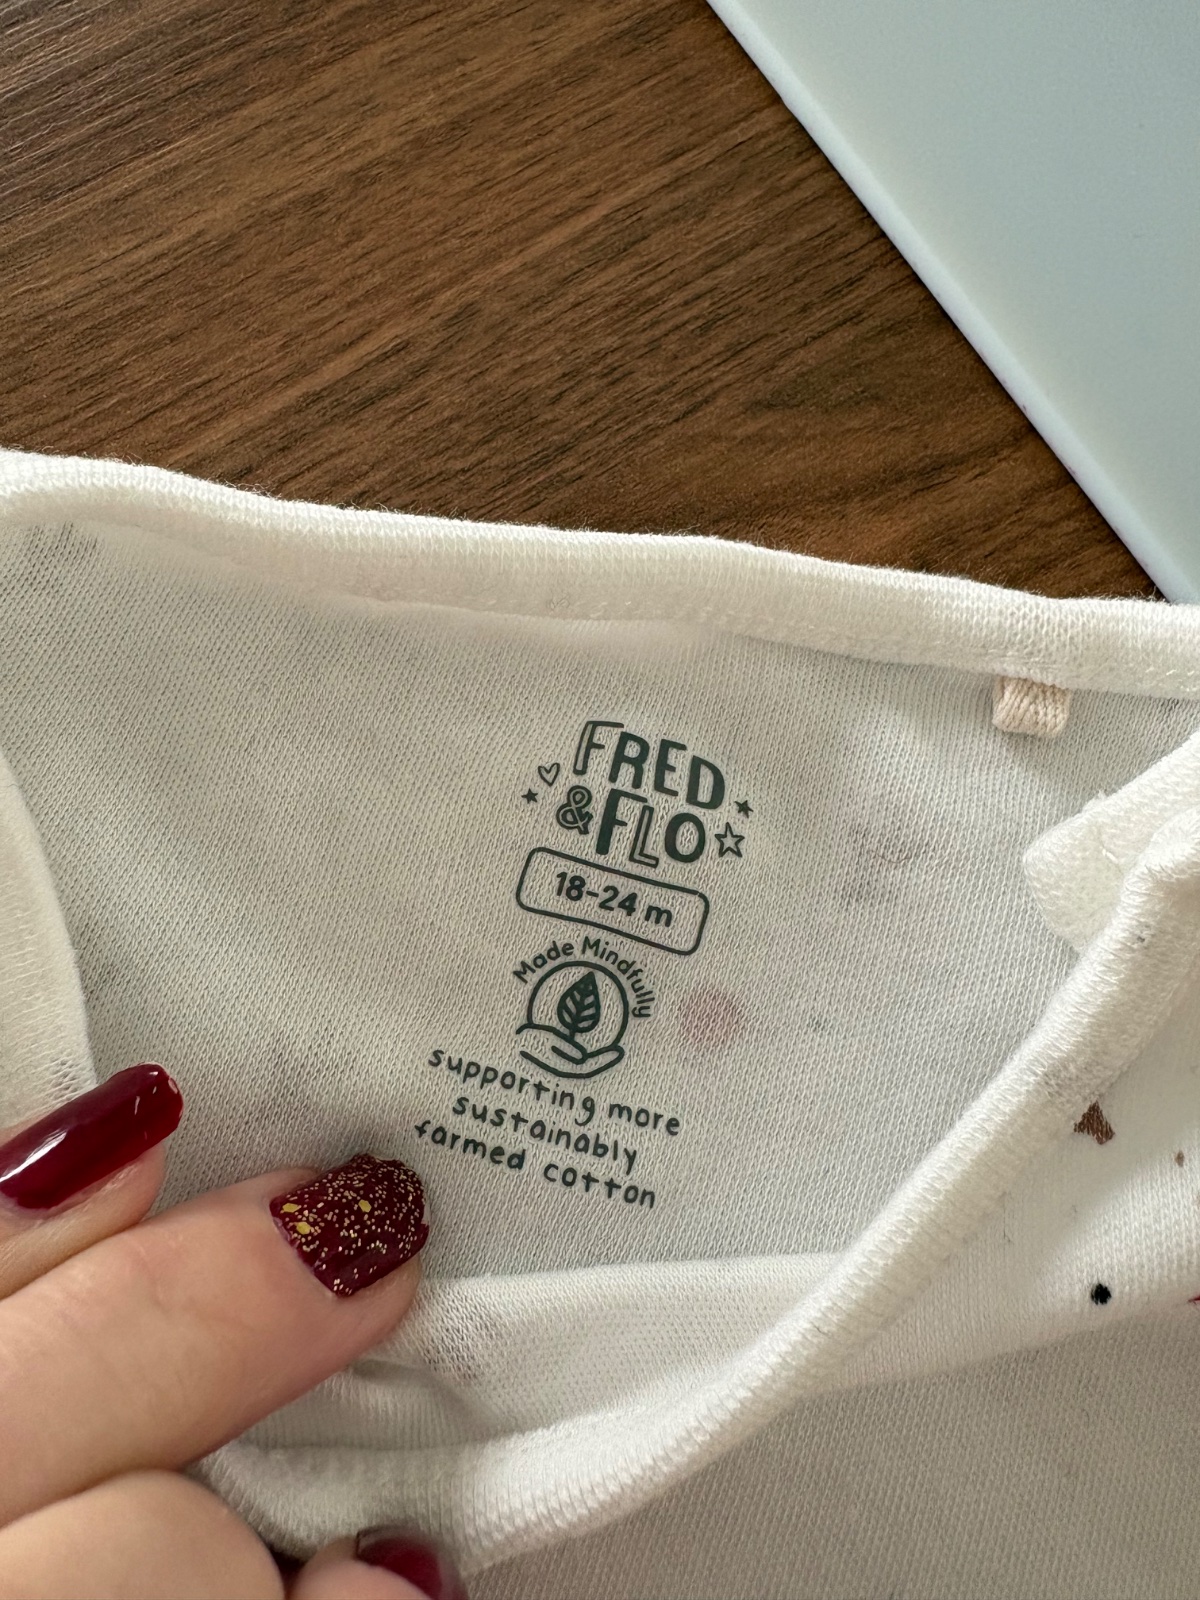 FRED
&FLO
18-24 m
Made Mindfully
supporting more
sustainably
farmed cotton